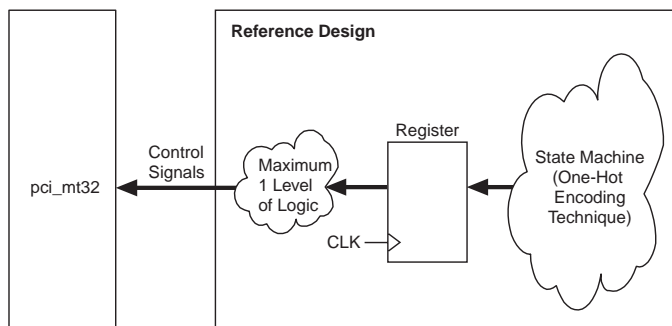 Reference Design
Register
Control
Signals
pci_mt32
Maximum
1 Level
of Logic
State Machine
(One-Hot
Encoding
Technique)
CLK